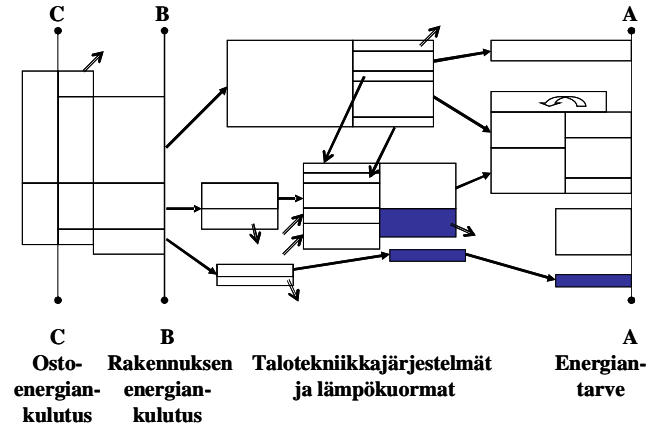 C B A
C B A
Osto- Rakennuksen Talotekniikkajärjestelmät Energian-
energian- energian- ja lämpökuormat tarve
kulutus kulutus